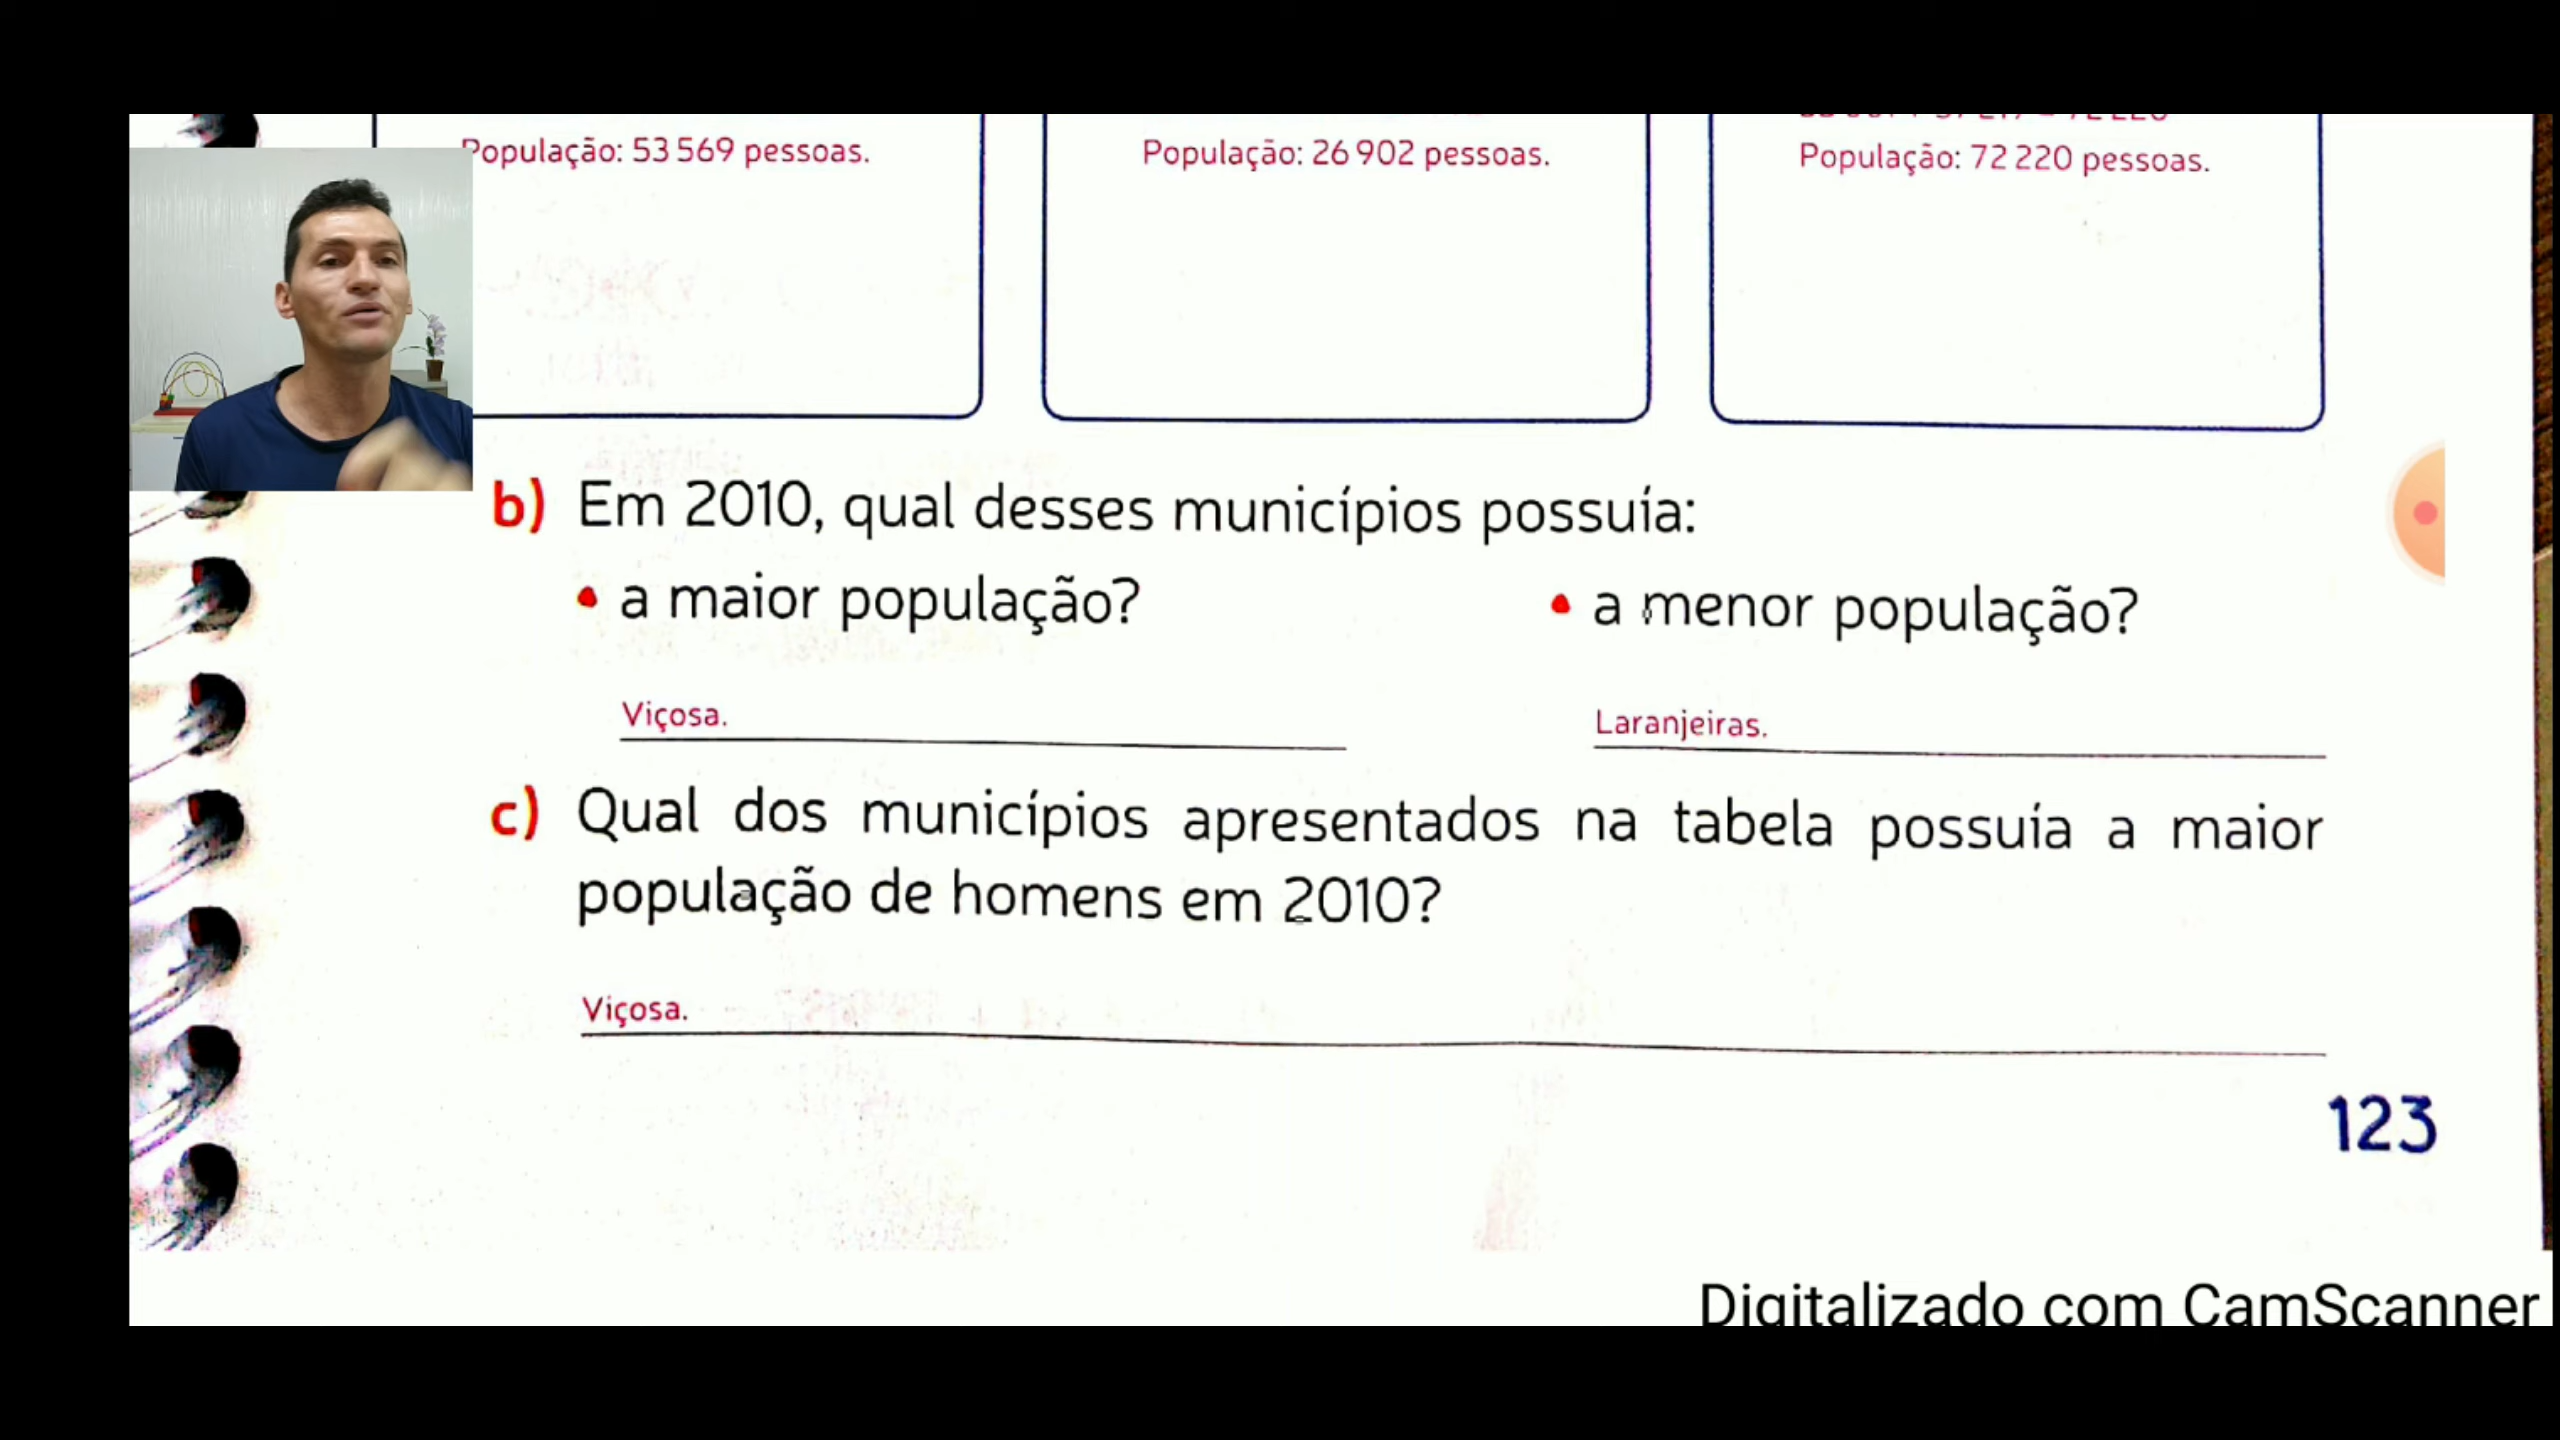 População: 53 569 pessoas.
População: 26 902 pessoas.
População: 72 220 pessoas.
b) Em 2010, qual desses municípios possuía:
• a maior população?
• a menor população?
Viçosa.
Laranjeiras.
c) Qual dos municípios apresentados na tabela possuía a maior
população de homens em 2010?
Viçosa.
123
Digitalizado com CamScanner